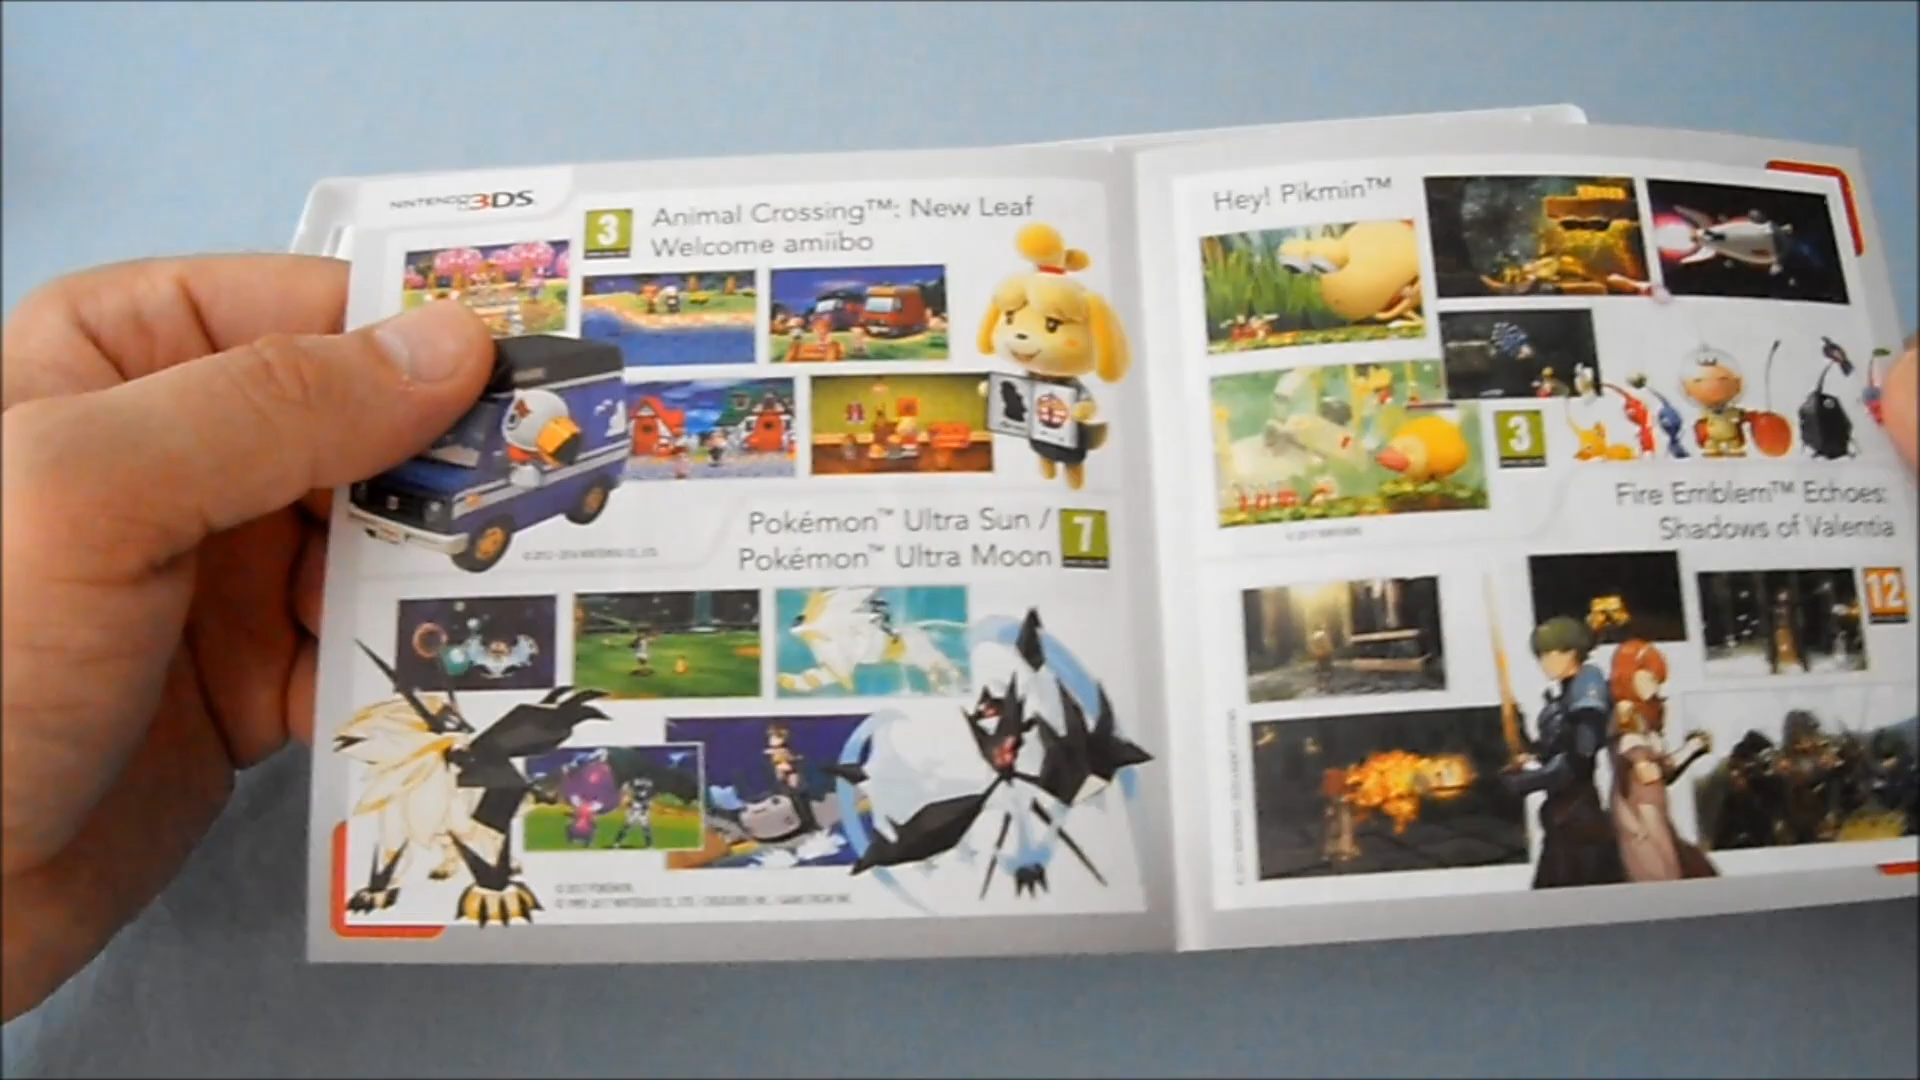 NINTENDO 3DS
3
Animal Crossing™: New Leaf
Welcome amiibo
Pokémon™ Ultra Sun /
Pokémon™ Ultra Moon
7
Hey! Pikmin™
3
Fire Emblem™ Echoes:
Shadows of Valentia
12